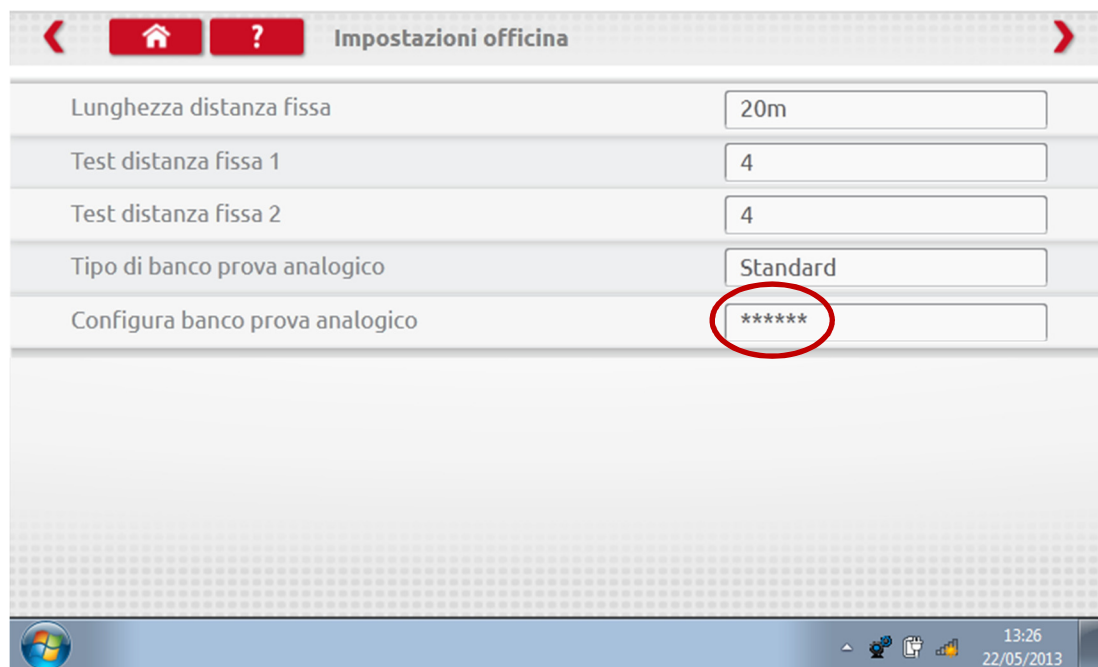 ? Impostazioni officina
Lunghezza distanza fissa 20m
Test distanza fissa 1 4
Test distanza fissa 2 4
Tipo di banco prova analogico Standard
Configura banco prova analogico ******
13:26
22/05/2013